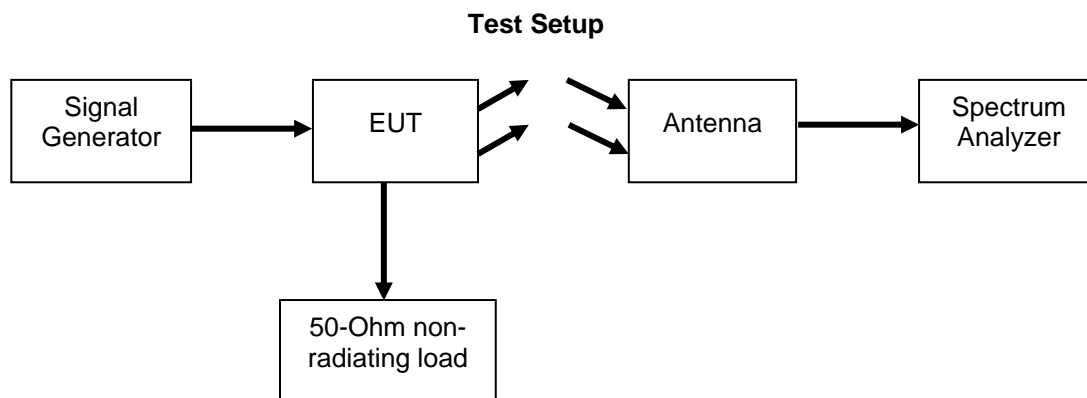 Test Setup
Signal
Generator
EUT
Antenna
Spectrum
Analyzer
50-Ohm non-
radiating load